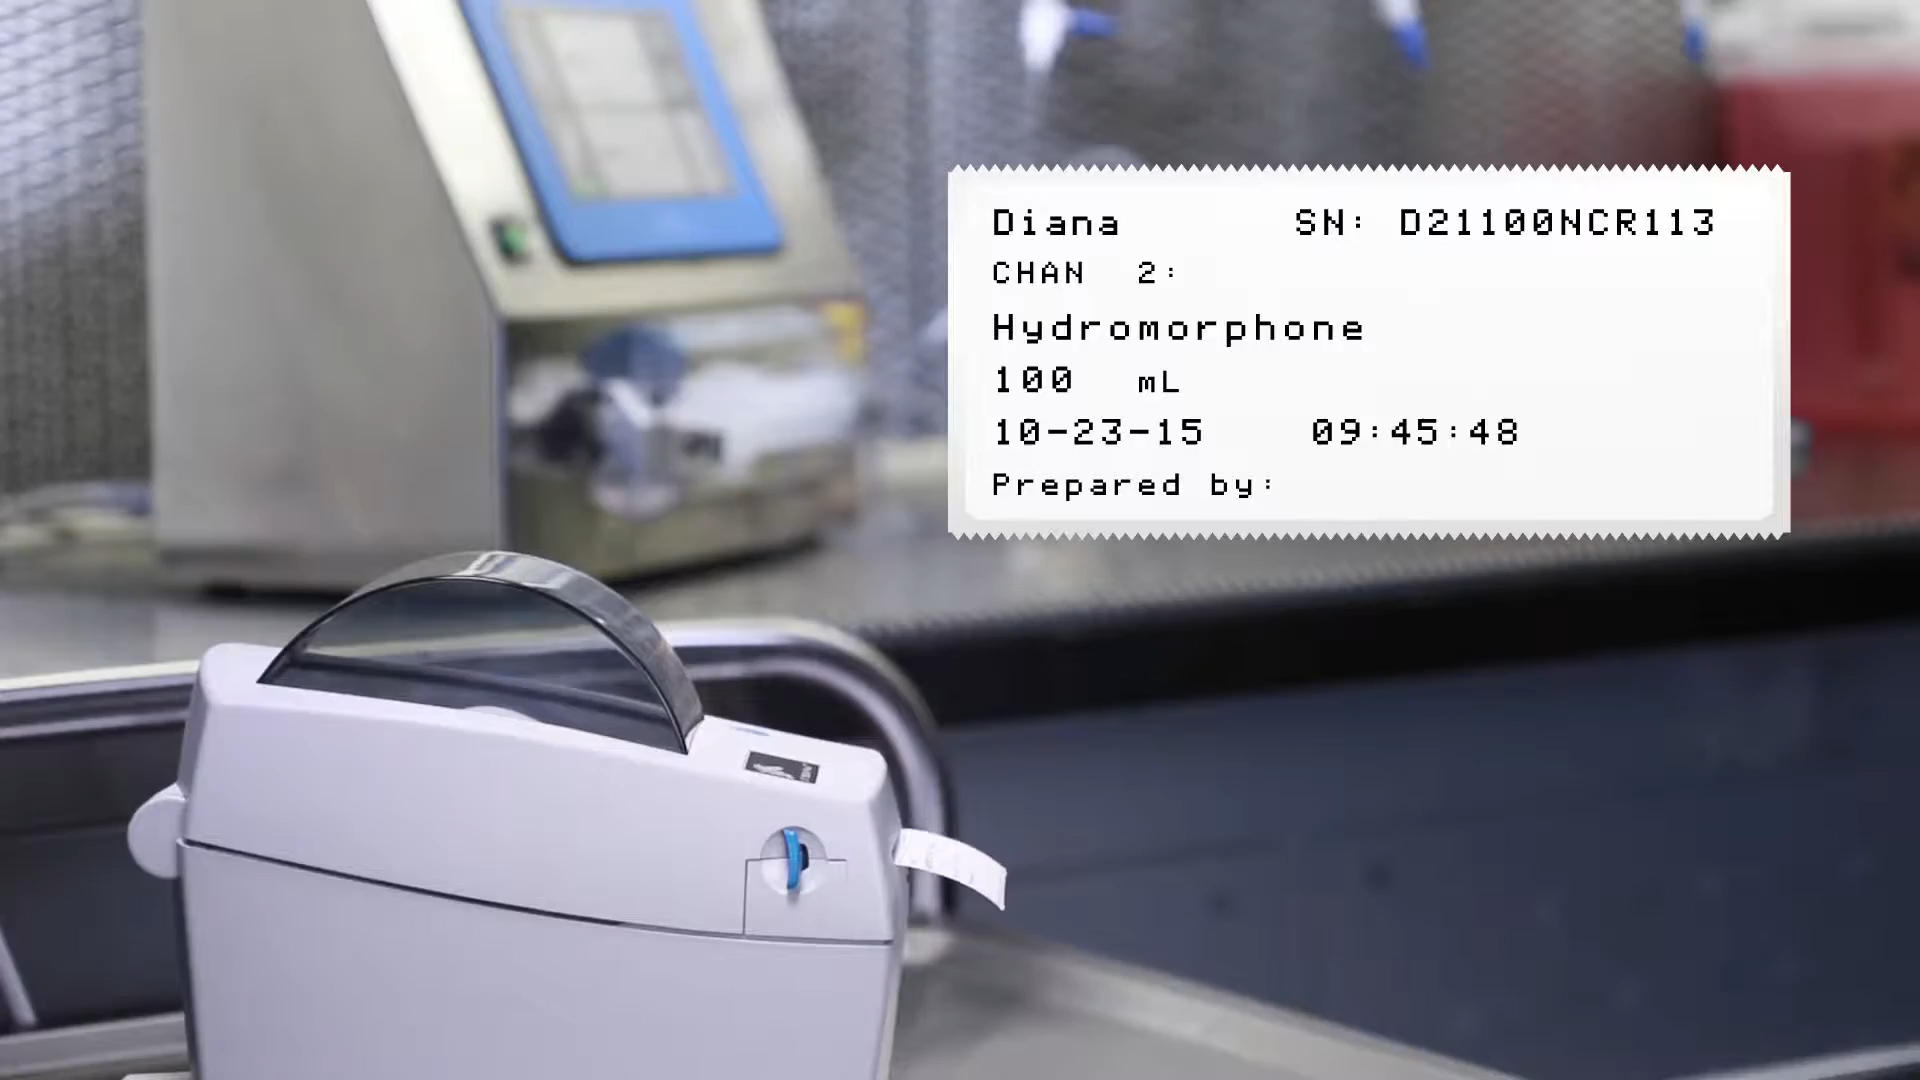 Diana SN: D21100NCR113
CHAN 2:
Hydromorphone
100 mL
10-23-15 09:45:48
Prepared by: